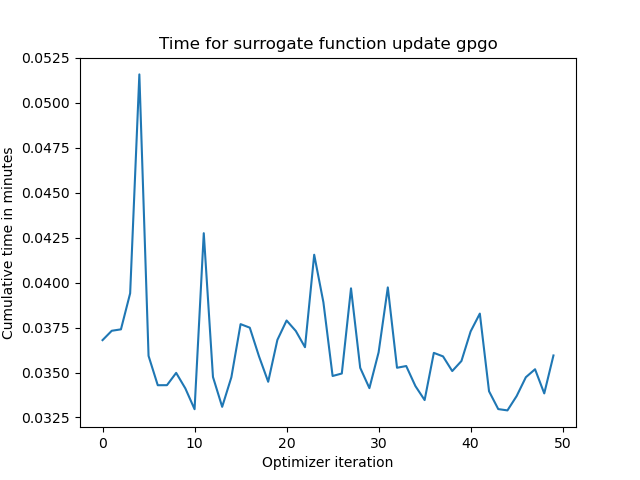 Time for surrogate function update gpgo
Cumulative time in minutes
0.0525
0.0500
0.0475
0.0450
0.0425
0.0400
0.0375
0.0350
0.0325
0 10 20 30 40 50
Optimizer iteration